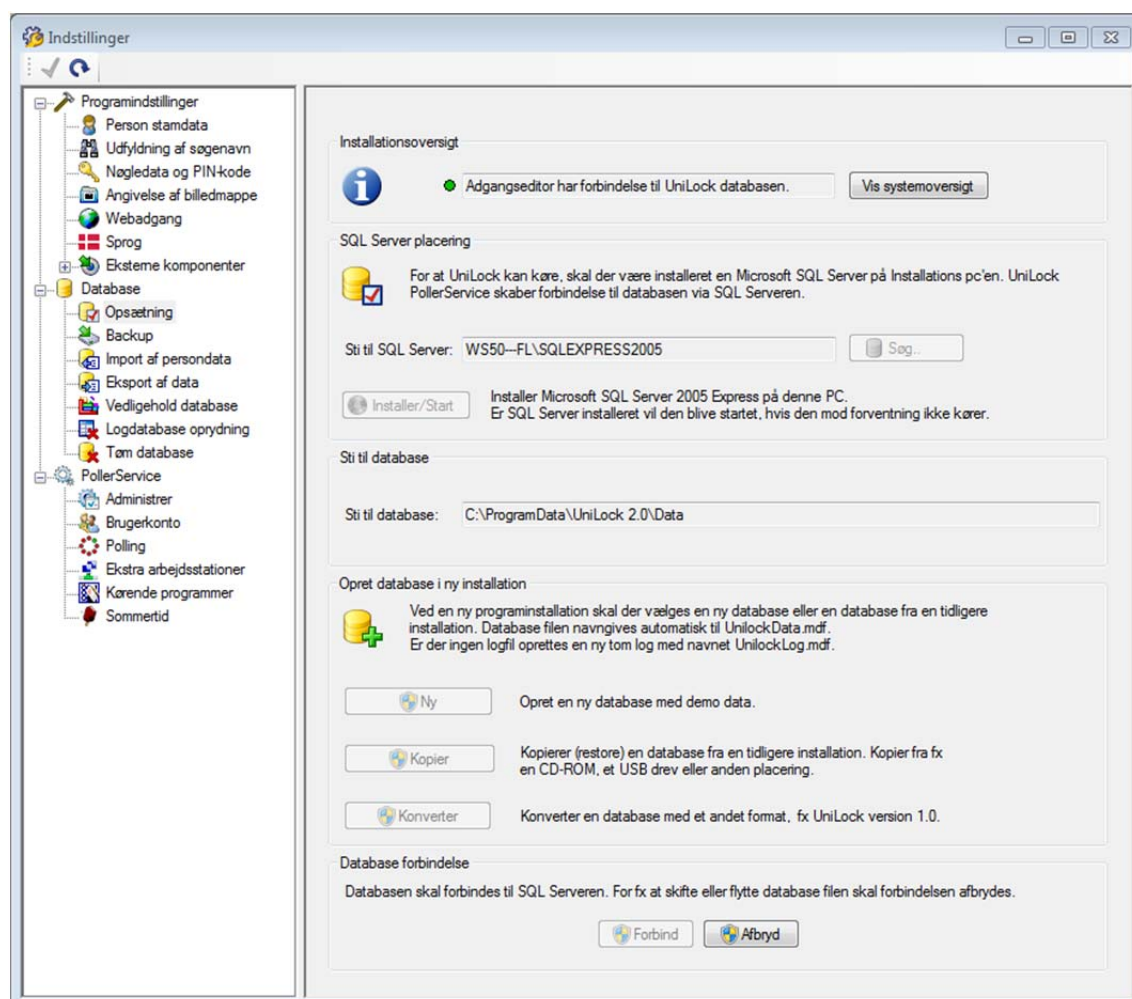 Indstillinger
Programindstillinger
Person stamdata
Udfyldning af søgenavn
Nøgledata og PIN-kode
Angivelse af billedmappe
Webadgang
Sprog
Eksterne komponenter
Database
Opsætning
Backup
Import af persondata
Eksport af data
Vedligehold database
Logdatabase oprydning
Tøm database
PollerService
Administrer
Brugerkonto
Polling
Ekstra arbejdsstationer
Kørende programmer
Sommertid
Installationsoversigt
Adgangseditor har forbindelse til UniLock databasen.
Vis systemoversigt
SQL Server placering
For at UniLock kan køre, skal der være installeret en Microsoft SQL Server på Installations pc'en. UniLock
PollerService skaber forbindelse til databasen via SQL Serveren.
Sti til SQL Server: WS50---FL\SQLEXPRESS2005
Søg..
Installer/Start
Installer Microsoft SQL Server 2005 Express på denne PC.
Er SQL Server installeret vil den blive startet, hvis den mod forventning ikke kører.
Sti til database
Sti til database: C:\ProgramData\UniLock 2.0\Data
Opret database i ny installation
Ved en ny programinstallation skal der vælges en ny database eller en database fra en tidligere
installation. Database filen navngives automatisk til UnilockData.mdf.
Er der ingen logfil oprettes en ny tom log med navnet UnilockLog.mdf.
Ny
Opret en ny database med demo data.
Kopier
Kopierer (restore) en database fra en tidligere installation. Kopier fra fx
en CD-ROM, et USB drev eller anden placering.
Konverter
Konverter en database med et andet format, fx UniLock version 1.0.
Database forbindelse
Databasen skal forbindes til SQL Serveren. For fx at skifte eller flytte database filen skal forbindelsen afbrydes.
Forbind
Afbryd